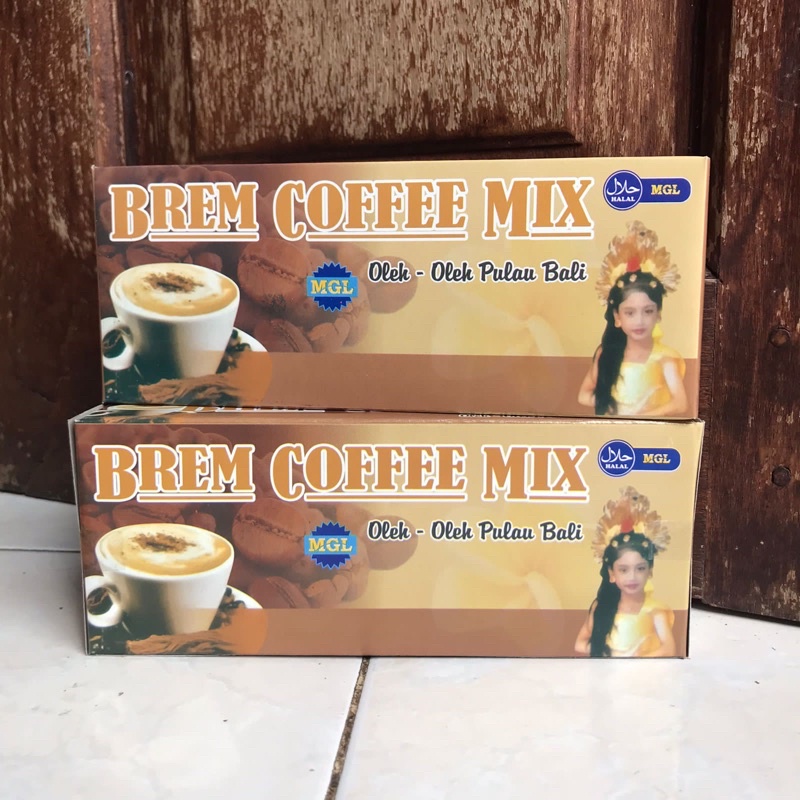 BREM COFFEE MIX
حلال
HALAL
MGL
Oleh - Oleh Pulau Bali
MGL
BREM COFFEE MIX
حلال
HALAL
MGL
Oleh - Oleh Pulau Bali
MGL